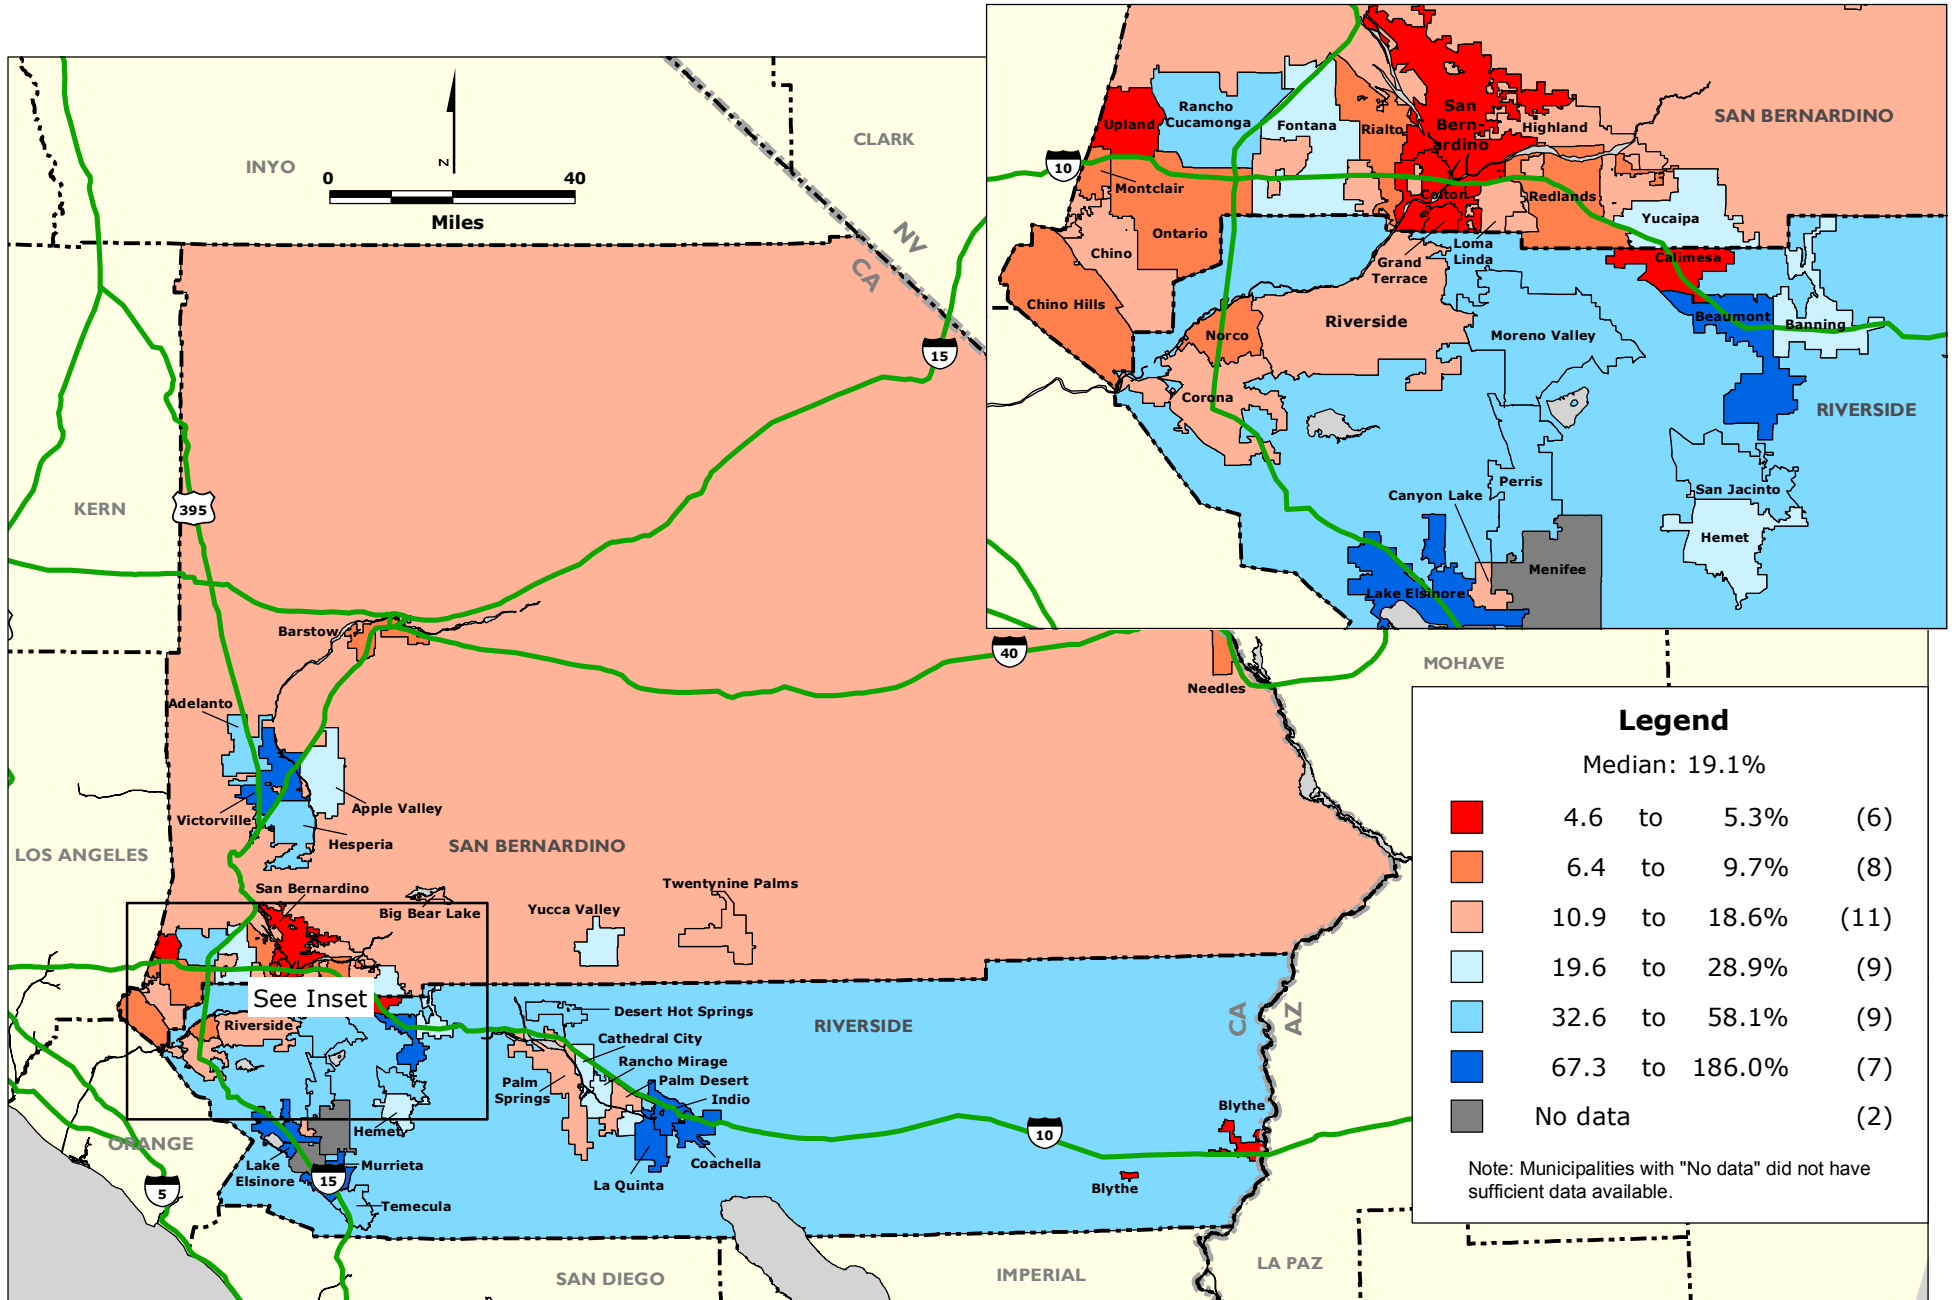 INYO
CLARK
N
0 40
Miles
NV
CA
15
KERN
395
Barstow
40
Needles
MOHAVE
Adelanto
Victorville
Apple Valley
Hesperia
LOS ANGELES
SAN BERNARDINO
San Bernardino
Big Bear Lake
Yucca Valley
Twentynine Palms
See Inset
Riverside
Desert Hot Springs
Cathedral City
Rancho Mirage
Palm Desert
Indio
Palm
Springs
RIVERSIDE
CA
AZ
Blythe
10
Hemet
ORANGE
Lake
Elsinore
Murrieta
15
Temecula
La Quinta
Coachella
Blythe
5
SAN DIEGO
IMPERIAL
LA PAZ
Upland
Rancho
Cucamonga
Fontana
Rialto
San
Bern-
ardino
Highland
SAN BERNARDINO
10
Montclair
Colton
Redlands
Yucaipa
Ontario
Chino
Grand
Terrace
Loma
Linda
Calimesa
Chino Hills
Norco
Riverside
Moreno Valley
Beaumont
Banning
Corona
RIVERSIDE
Canyon Lake
Perris
San Jacinto
Hemet
Menifee
Lake Elsinore
Legend
Median: 19.1%
4.6 to 5.3% (6)
6.4 to 9.7% (8)
10.9 to 18.6% (11)
19.6 to 28.9% (9)
32.6 to 58.1% (9)
67.3 to 186.0% (7)
No data (2)
Note: Municipalities with "No data" did not have
sufficient data available.